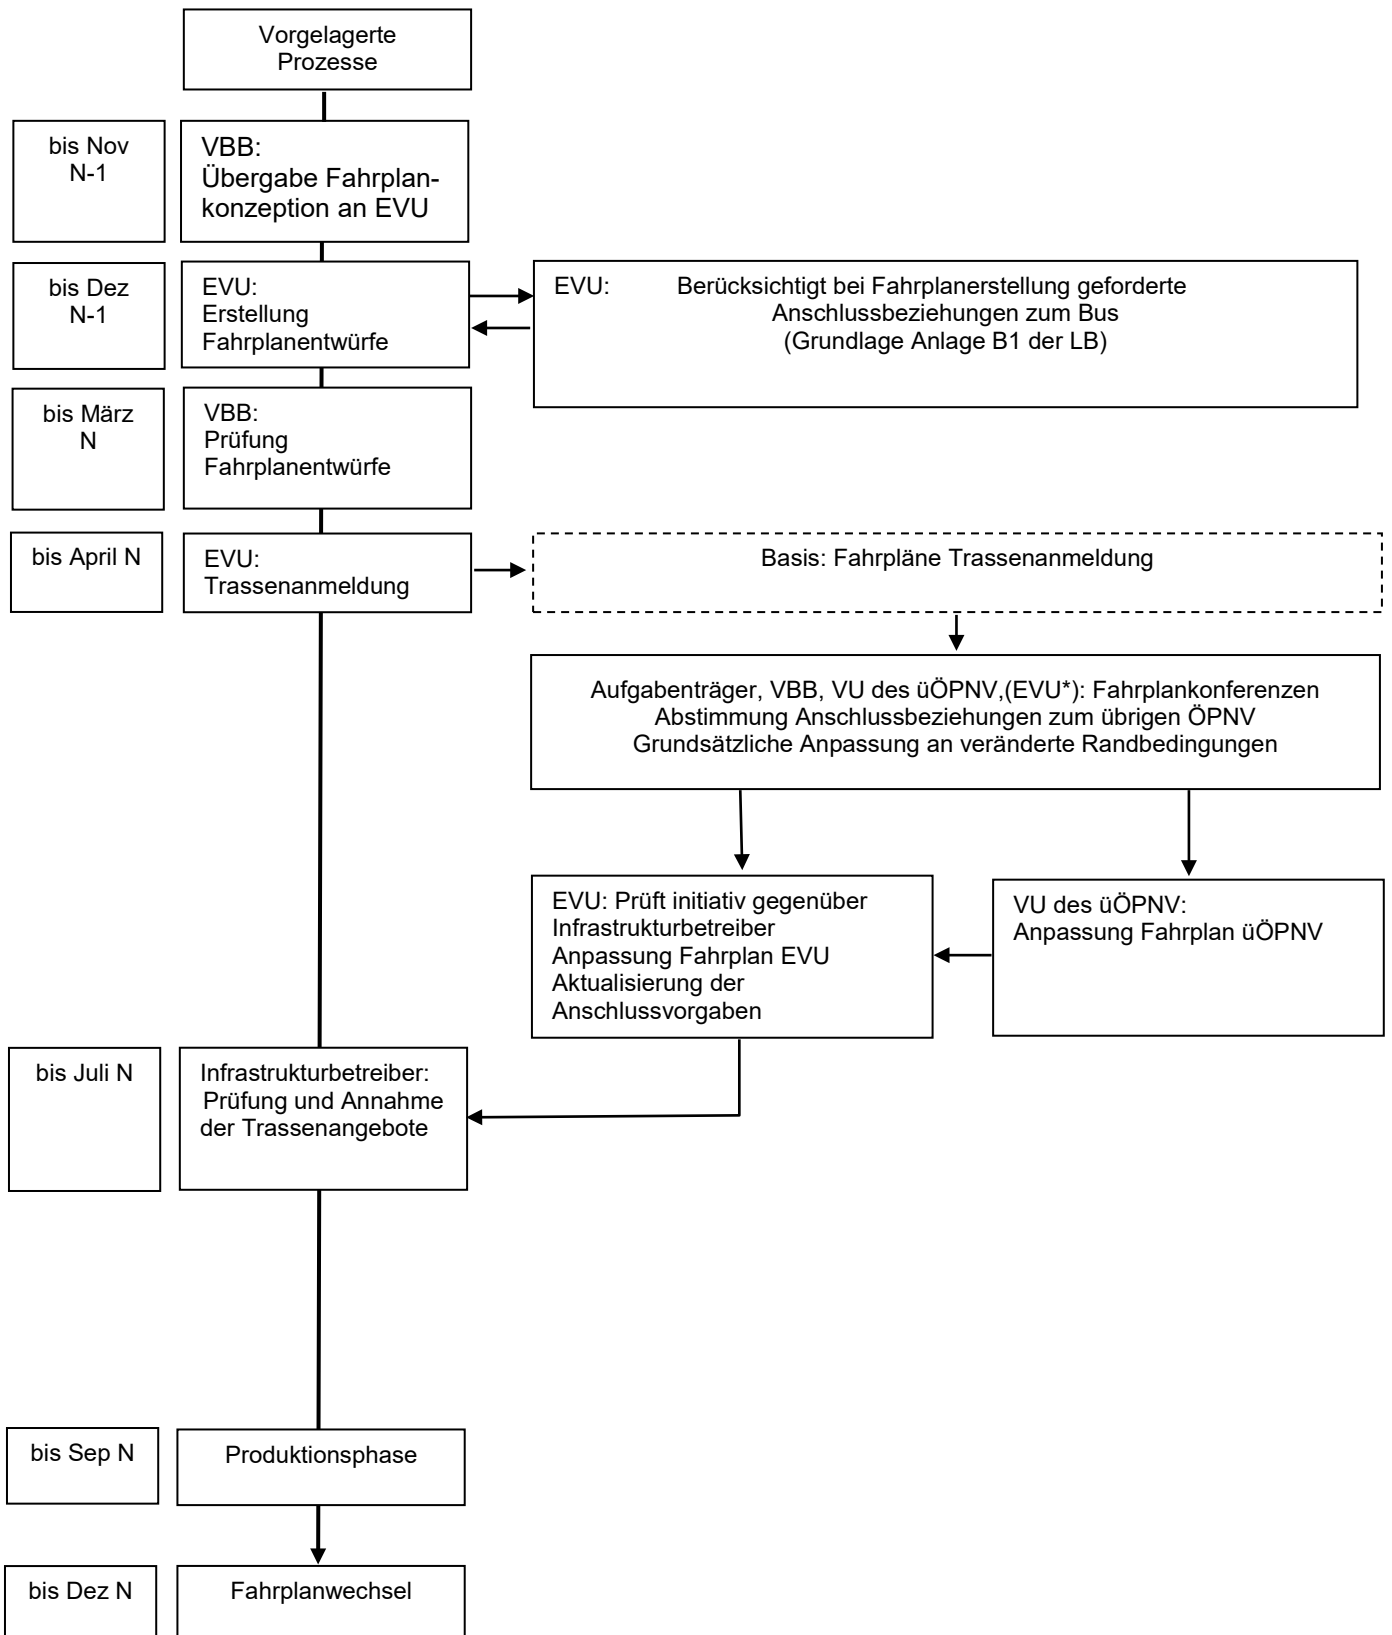 Vorgelagerte
Prozesse
bis Nov
N-1
VBB:
Übergabe Fahrplan-
konzeption an EVU
bis Dez
N-1
EVU:
Erstellung
Fahrplanentwürfe
EVU: Berücksichtigt bei Fahrplanerstellung geforderte
Anschlussbeziehungen zum Bus
(Grundlage Anlage B1 der LB)
bis März
N
VBB:
Prüfung
Fahrplanentwürfe
bis April N
EVU:
Trassenanmeldung
Basis: Fahrpläne Trassenanmeldung
Aufgabenträger, VBB, VU des üÖPNV,(EVU*): Fahrplankonferenzen
Abstimmung Anschlussbeziehungen zum übrigen ÖPNV
Grundsätzliche Anpassung an veränderte Randbedingungen
EVU: Prüft initiativ gegenüber
Infrastrukturbetreiber
Anpassung Fahrplan EVU
Aktualisierung der
Anschlussvorgaben
VU des üÖPNV:
Anpassung Fahrplan üÖPNV
bis Juli N
Infrastrukturbetreiber:
Prüfung und Annahme
der Trassenangebote
bis Sep N
Produktionsphase
bis Dez N
Fahrplanwechsel